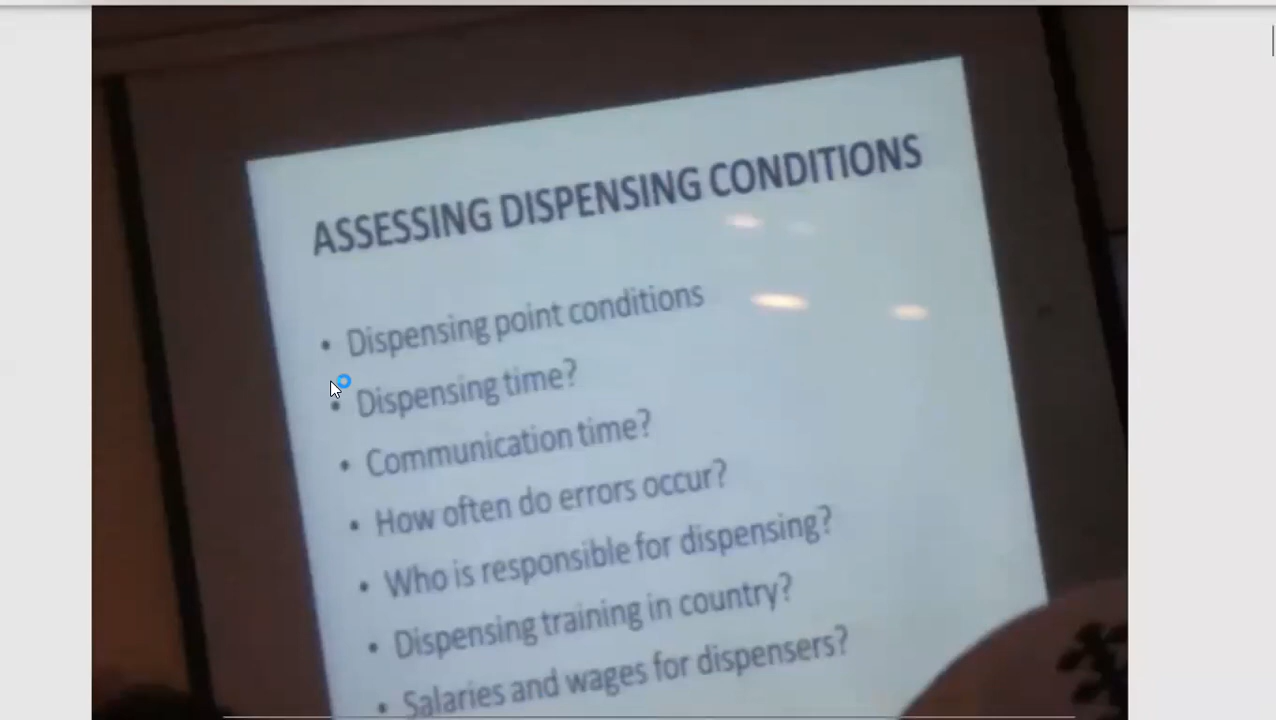 ASSESSING DISPENSING CONDITIONS
• Dispensing point conditions
• Dispensing time?
• Communication time?
• How often do errors occur?
• Who is responsible for dispensing?
• Dispensing training in country?
• Salaries and wages for dispensers?